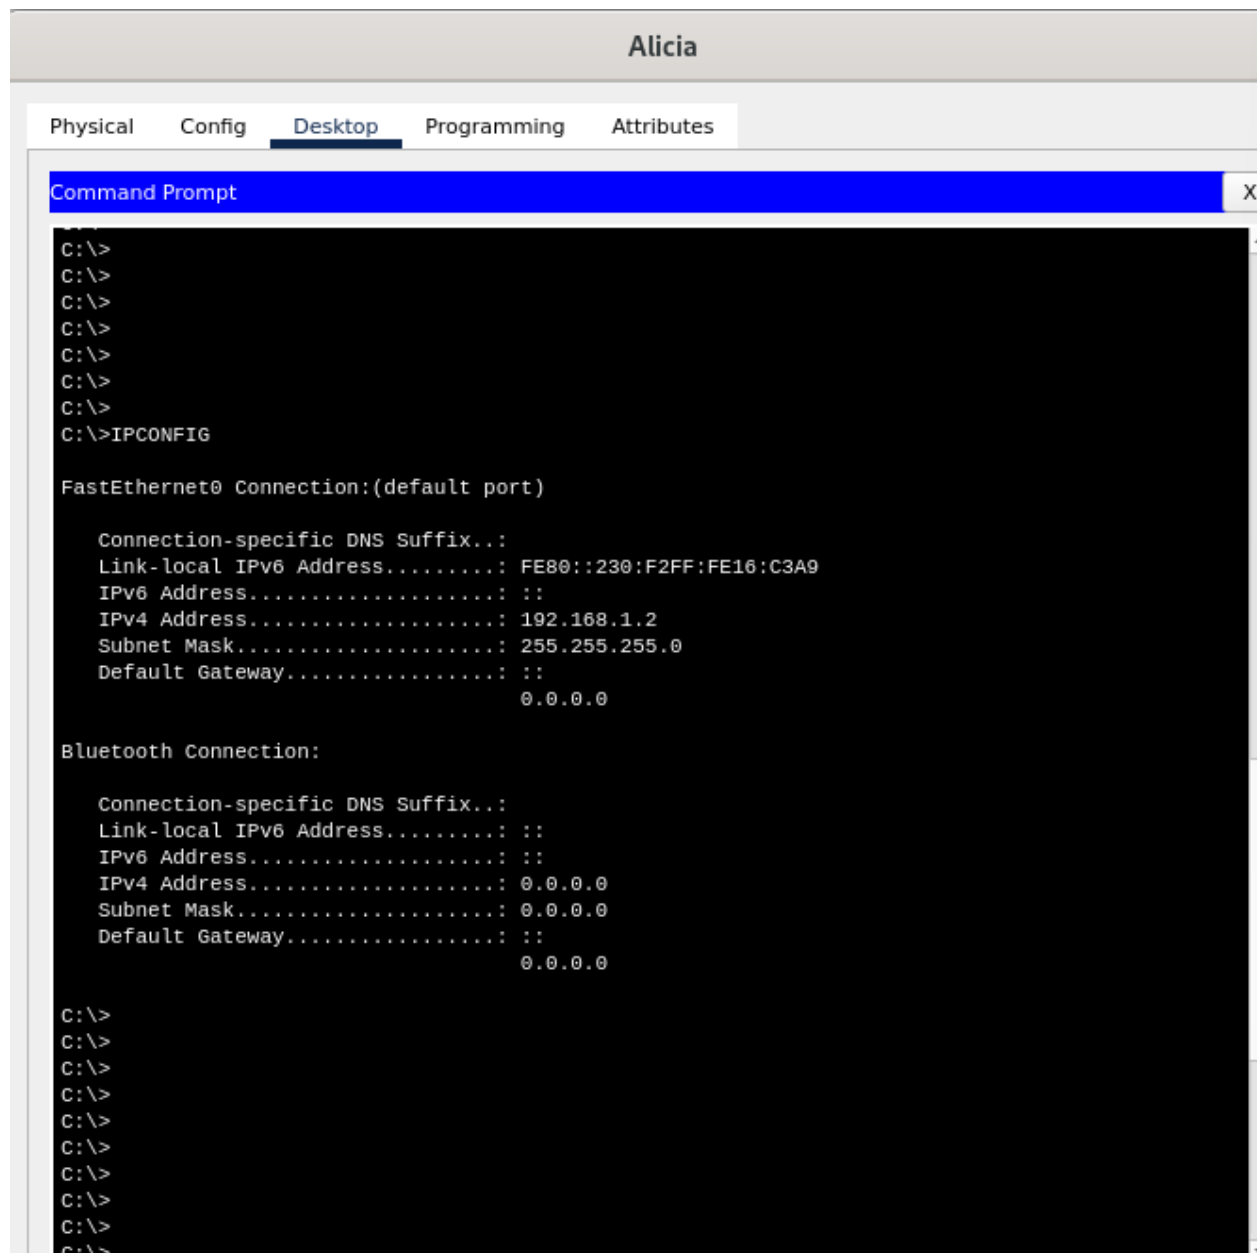 Alicia
Physical Config Desktop Programming Attributes
Command Prompt X
C:\>
C:\>
C:\>
C:\>
C:\>
C:\>
C:\>
C:\>IPCONFIG
FastEthernet0 Connection:(default port)
Connection-specific DNS Suffix..:
Link-local IPv6 Address.........: FE80::230:F2FF:FE16:C3A9
IPv6 Address....................: ::
IPv4 Address....................: 192.168.1.2
Subnet Mask.....................: 255.255.255.0
Default Gateway.................: ::
0.0.0.0
Bluetooth Connection:
Connection-specific DNS Suffix..:
Link-local IPv6 Address.........: ::
IPv6 Address....................: ::
IPv4 Address....................: 0.0.0.0
Subnet Mask.....................: 0.0.0.0
Default Gateway.................: ::
0.0.0.0
C:\>
C:\>
C:\>
C:\>
C:\>
C:\>
C:\>
C:\>
C:\>
C:\>